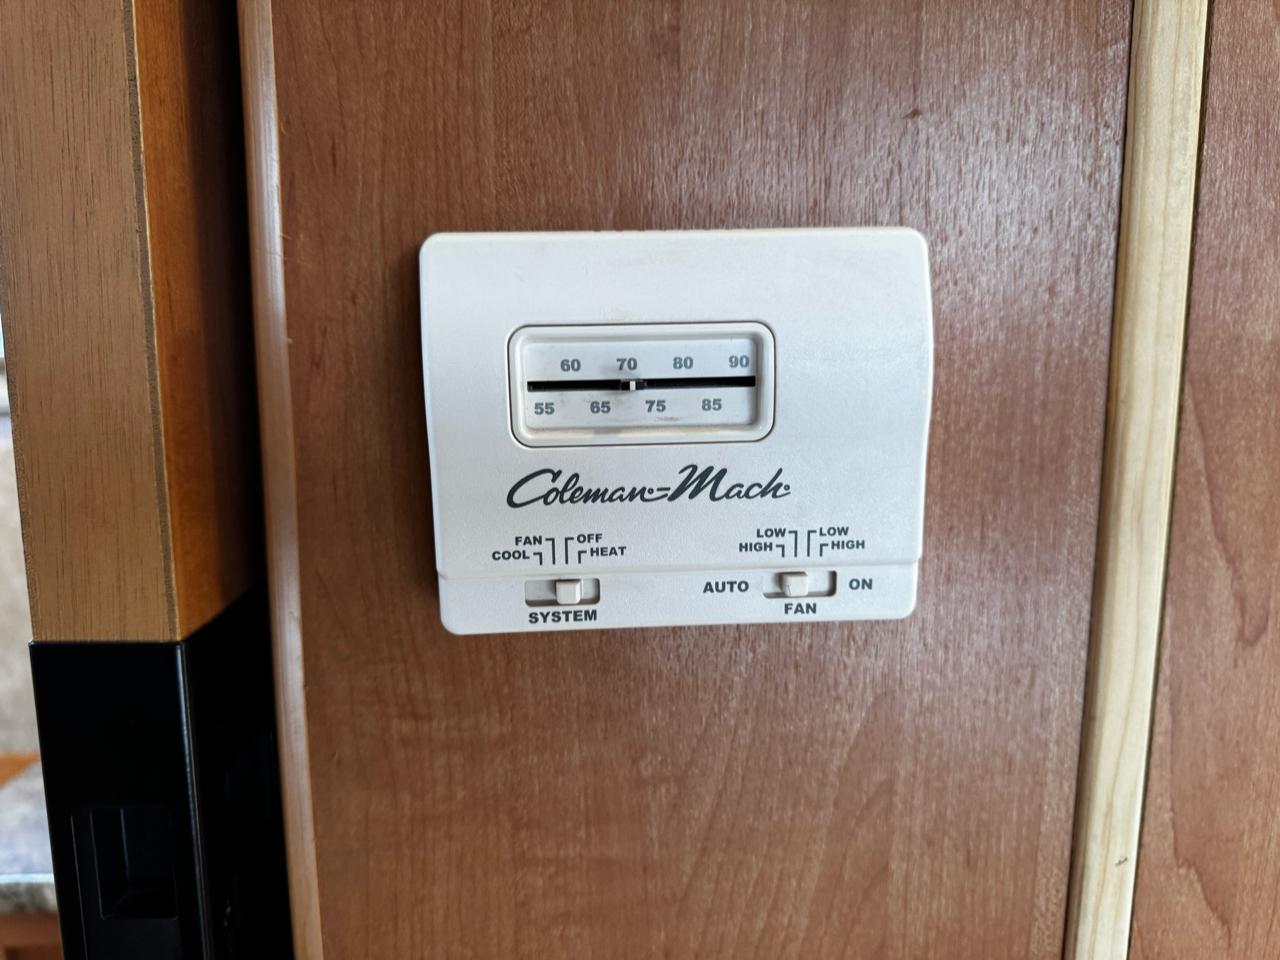 60 70 80 90
55 65 75 85
Coleman-Mach
FAN OFF
COOL HEAT
SYSTEM
LOW LOW
HIGH HIGH
AUTO ON
FAN